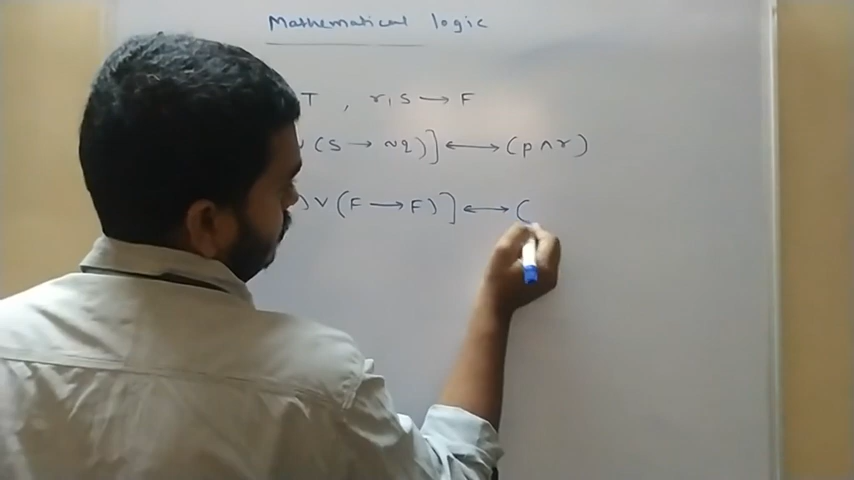 Mathematical logic
T , r,s → F
∨ (s → ~q)] ↔ (p ∧ r)
) ∨ (F → F)] ↔ (